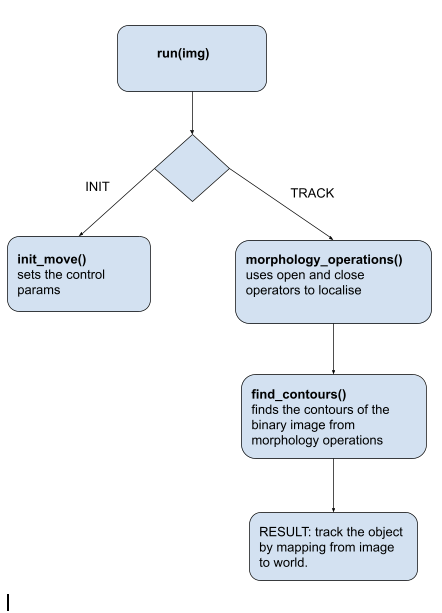 run(img)
INIT
TRACK
init_move()
sets the control
params
morphology_operations()
uses open and close
operators to localise
find_contours()
finds the contours of the
binary image from
morphology operations
RESULT: track the object
by mapping from image
to world.